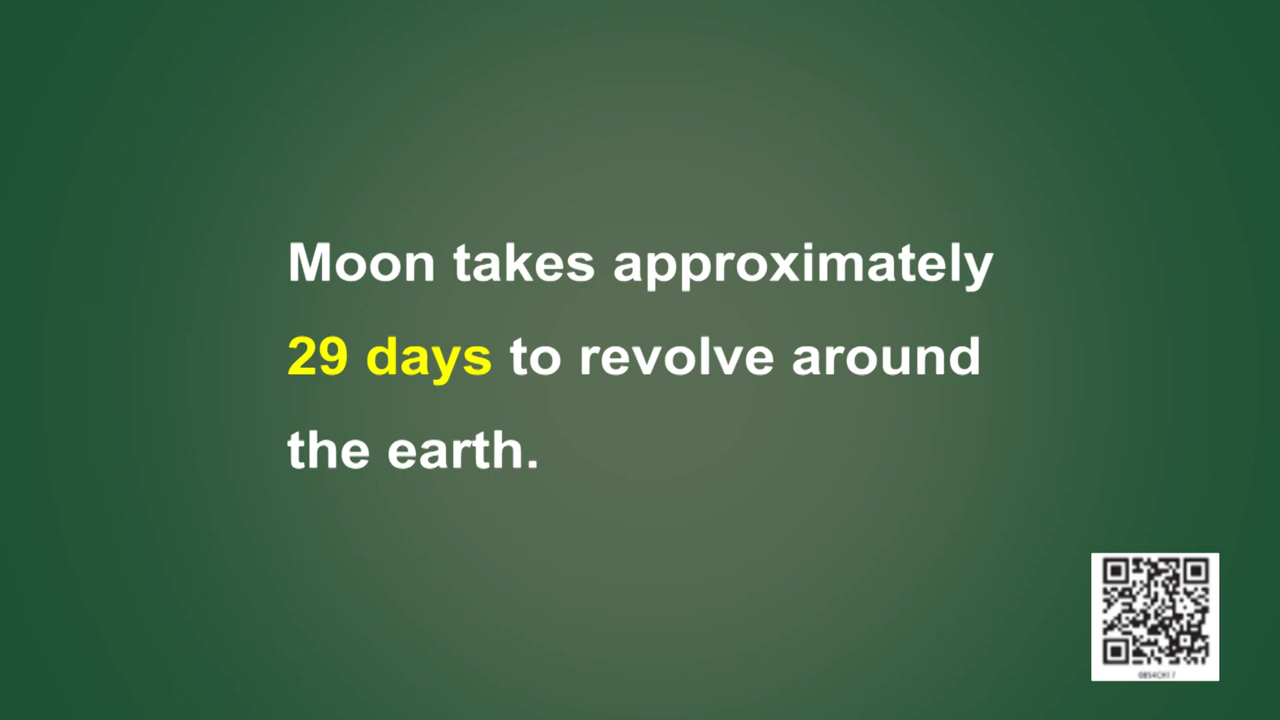 Moon takes approximately
29 days to revolve around
the earth.